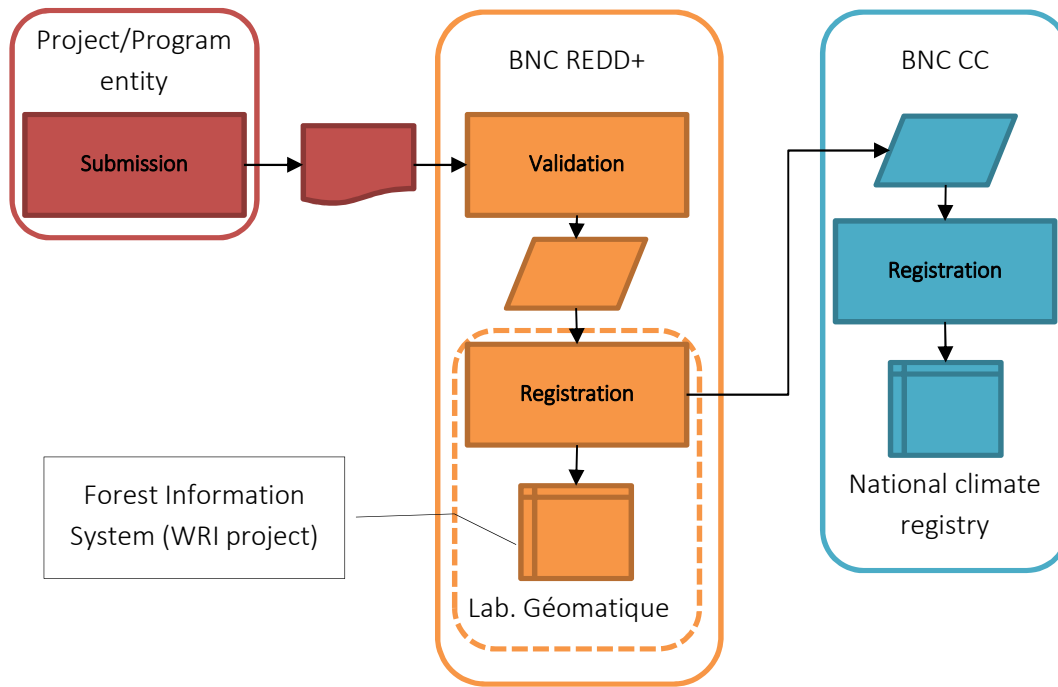 Project/Program
entity
Submission
BNC REDD+
Validation
Registration
Lab. Géomatique
Forest Information
System (WRI project)
BNC CC
Registration
National climate
registry